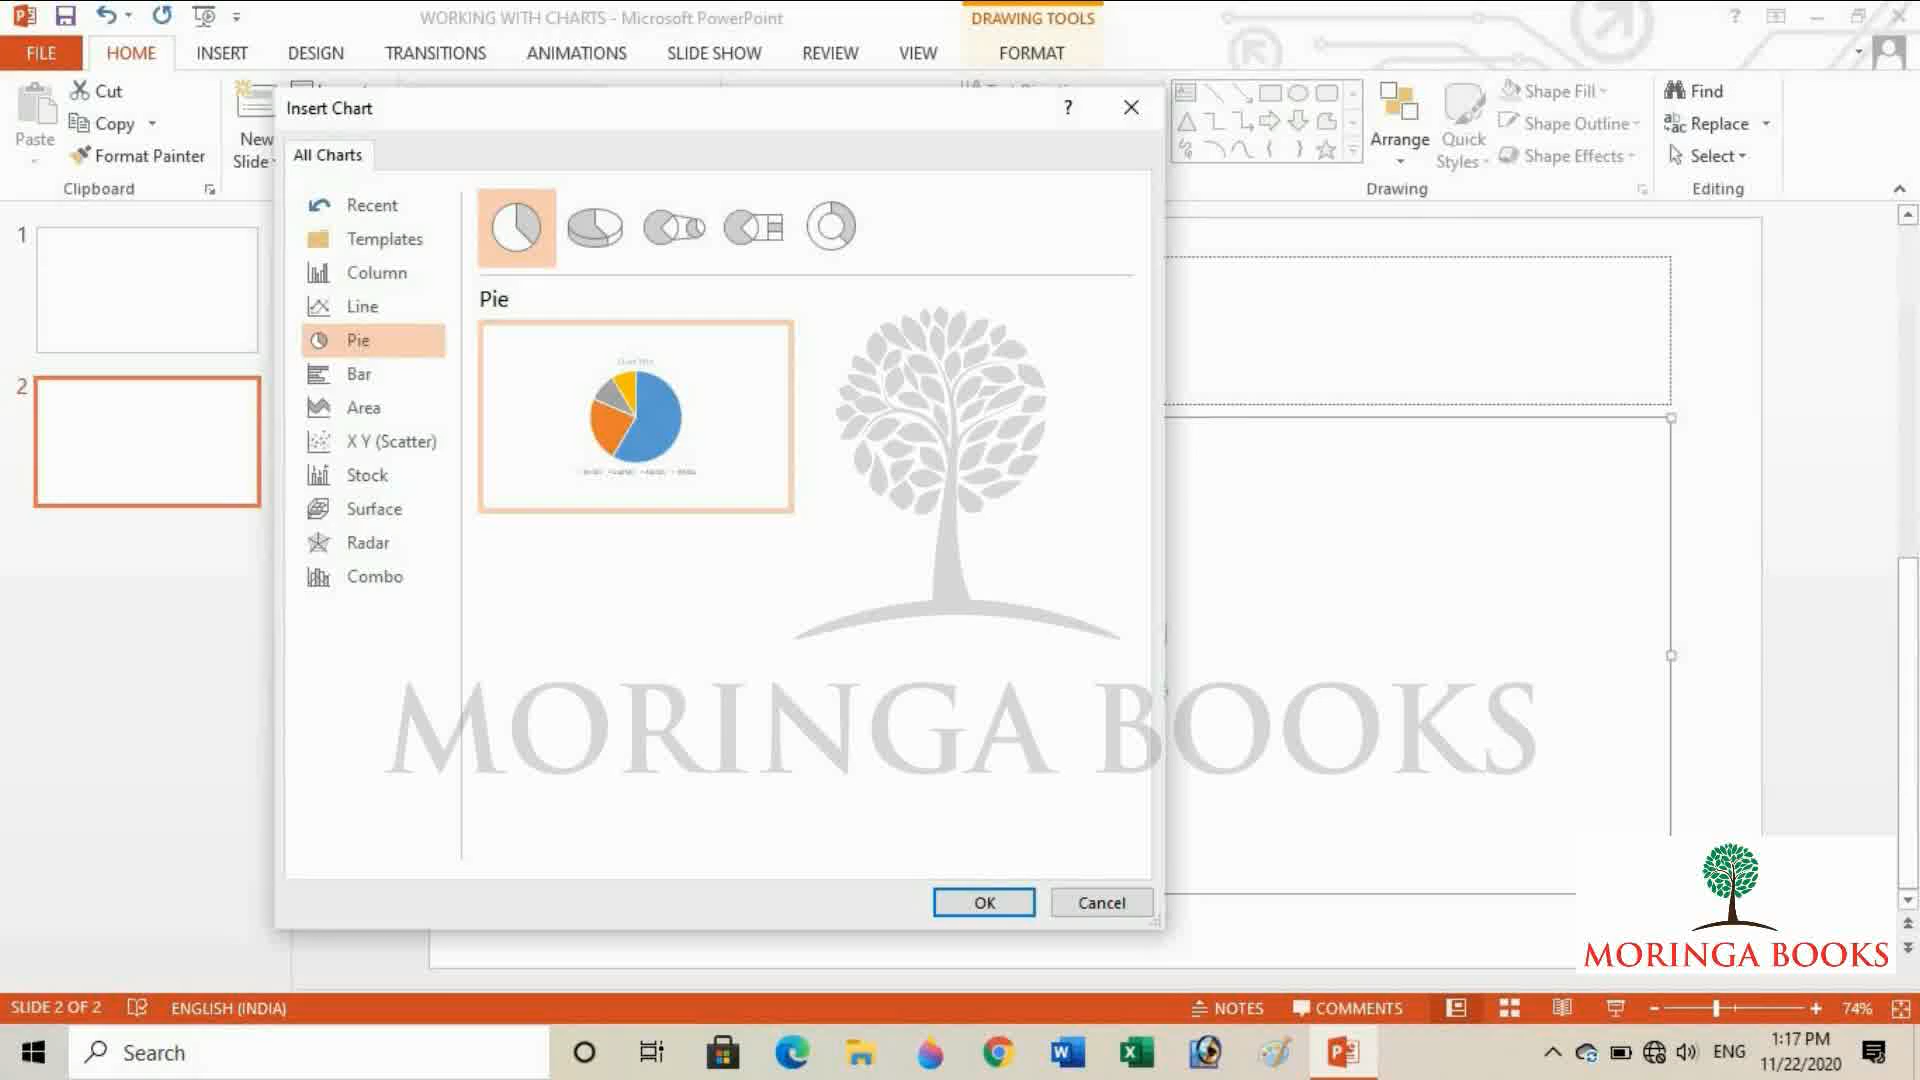 WORKING WITH CHARTS - Microsoft PowerPoint
DRAWING TOOLS
?
FILE
HOME
INSERT
DESIGN
TRANSITIONS
ANIMATIONS
SLIDE SHOW
REVIEW
VIEW
FORMAT
Paste
Cut
Copy
Format Painter
Clipboard
New
Slide
Arrange
Quick
Styles
Shape Fill
Shape Outline
Shape Effects
Drawing
Find
Replace
Select
Editing
Insert Chart
?
All Charts
Recent
Templates
Column
Line
Pie
Bar
Area
X Y (Scatter)
Stock
Surface
Radar
Combo
Pie
OK
Cancel
1
2
MORINGA BOOKS
MORINGA BOOKS
SLIDE 2 OF 2
ENGLISH (INDIA)
NOTES
COMMENTS
74%
Search
ENG
1:17 PM
11/22/2020